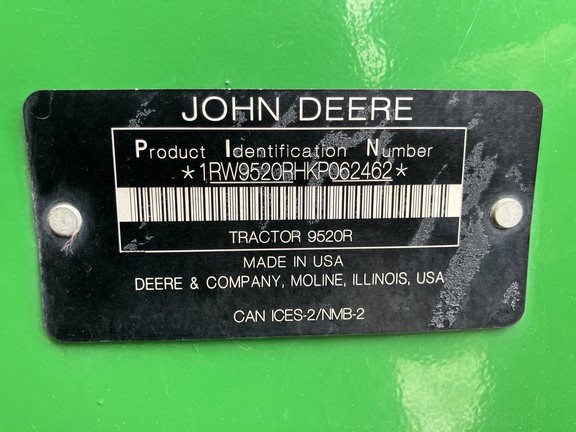 JOHN DEERE
Product Identification Number
*1RW9520RHKP062462*
TRACTOR 9520R
MADE IN USA
DEERE & COMPANY, MOLINE, ILLINOIS, USA
CAN ICES-2/NMB-2